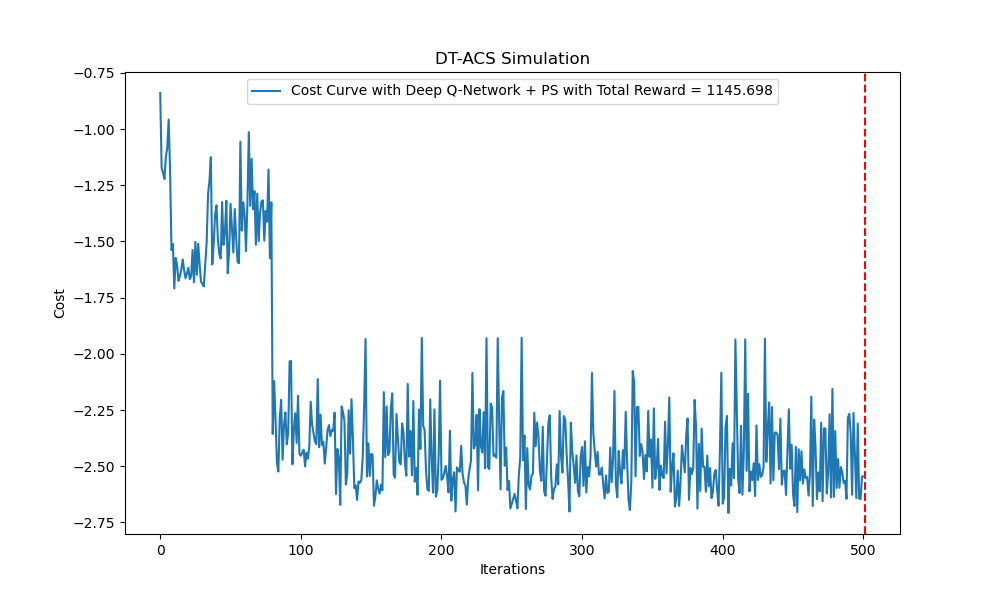 DT-ACS Simulation
Cost Curve with Deep Q-Network + PS with Total Reward = 1145.698
−0.75
−1.00
−1.25
−1.50
−1.75
−2.00
−2.25
−2.50
−2.75
Cost
0 100 200 300 400 500
Iterations